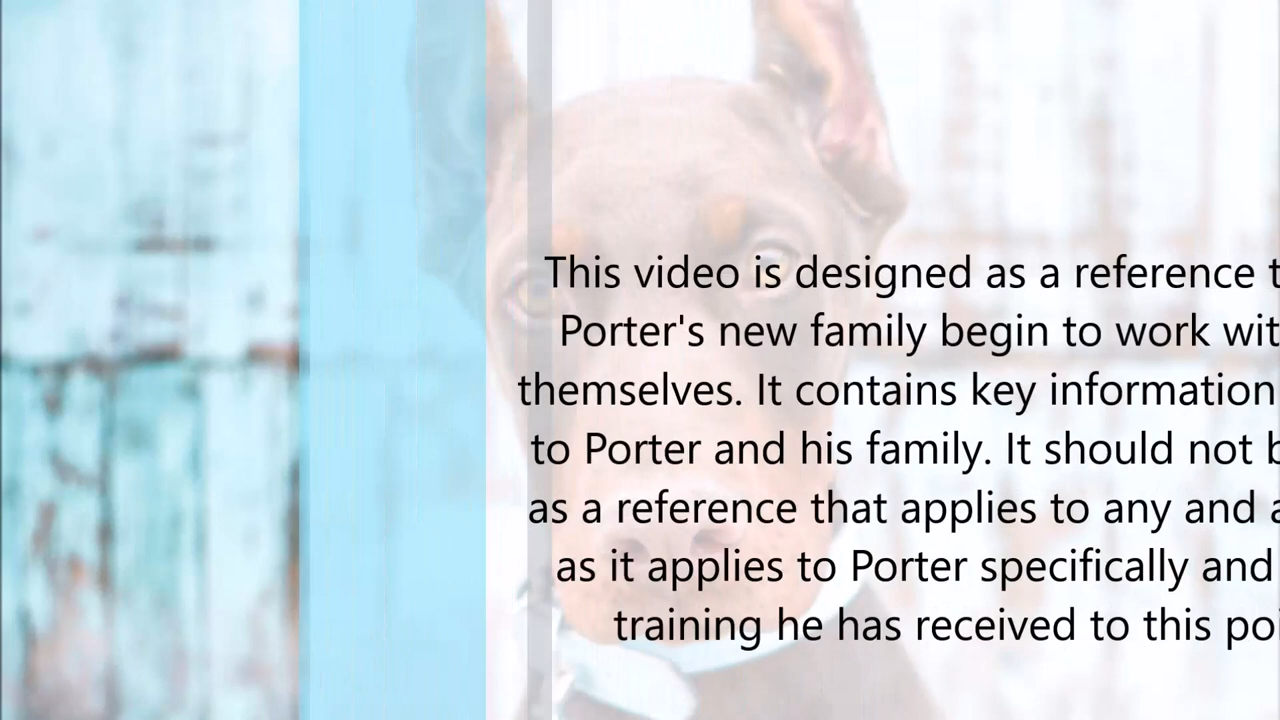 This video is designed as a reference
Porter's new family begin to work
themselves. It contains key information
to Porter and his family. It should not
as a reference that applies to any and
as it applies to Porter specifically and
training he has received to this